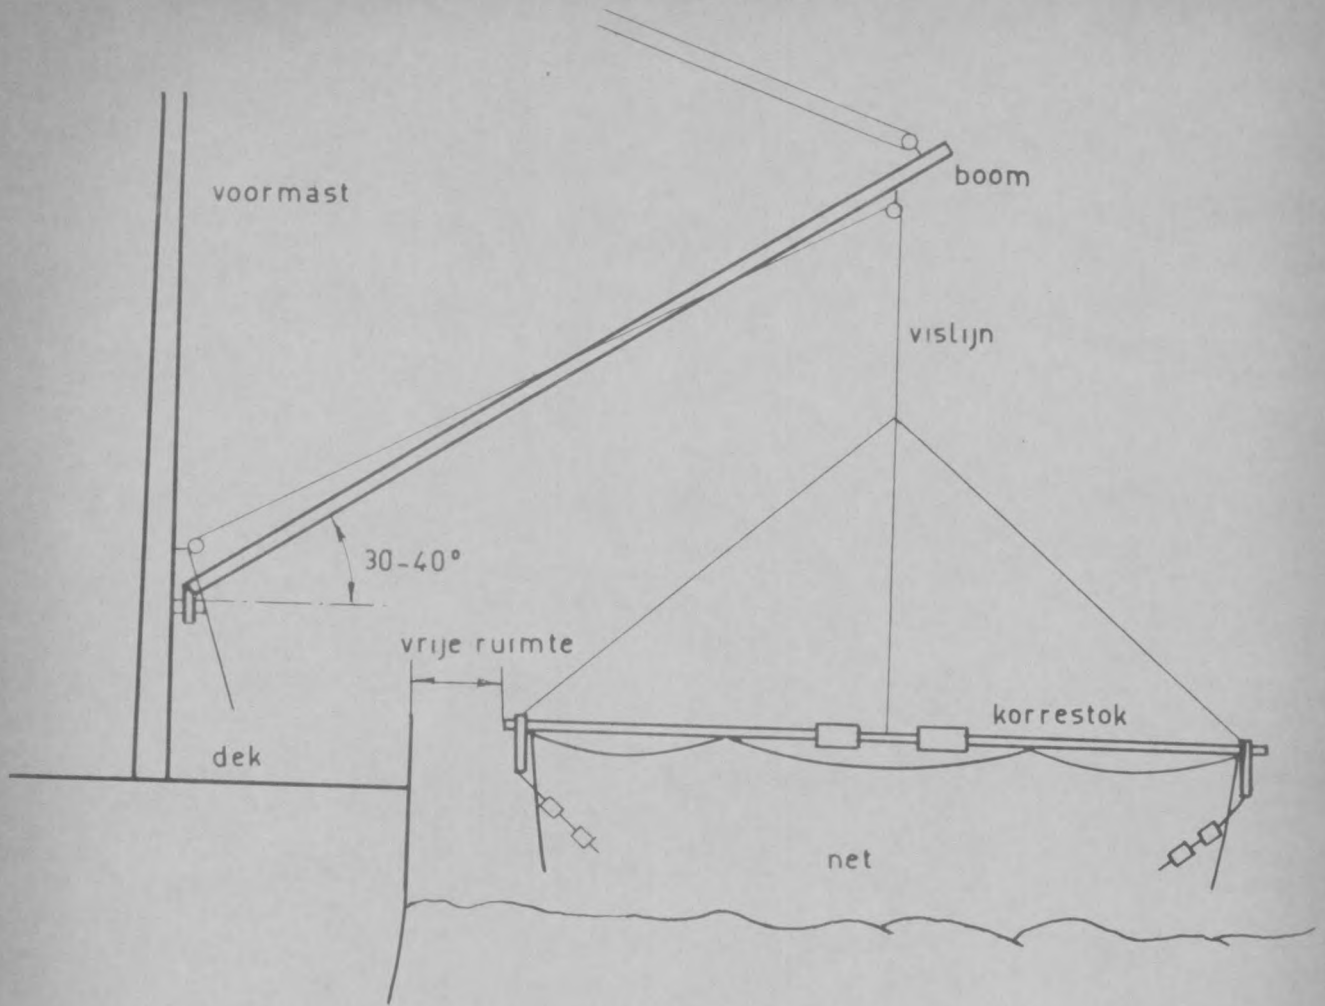 voormast
boom
vislijn
30-40°
vrije ruimte
korrestok
dek
net